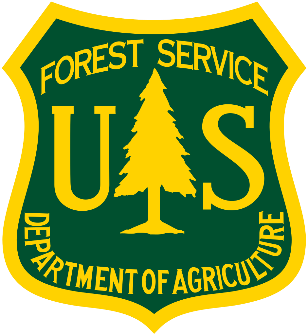 FOREST SERVICE
U S
DEPARTMENT OF AGRICULTURE